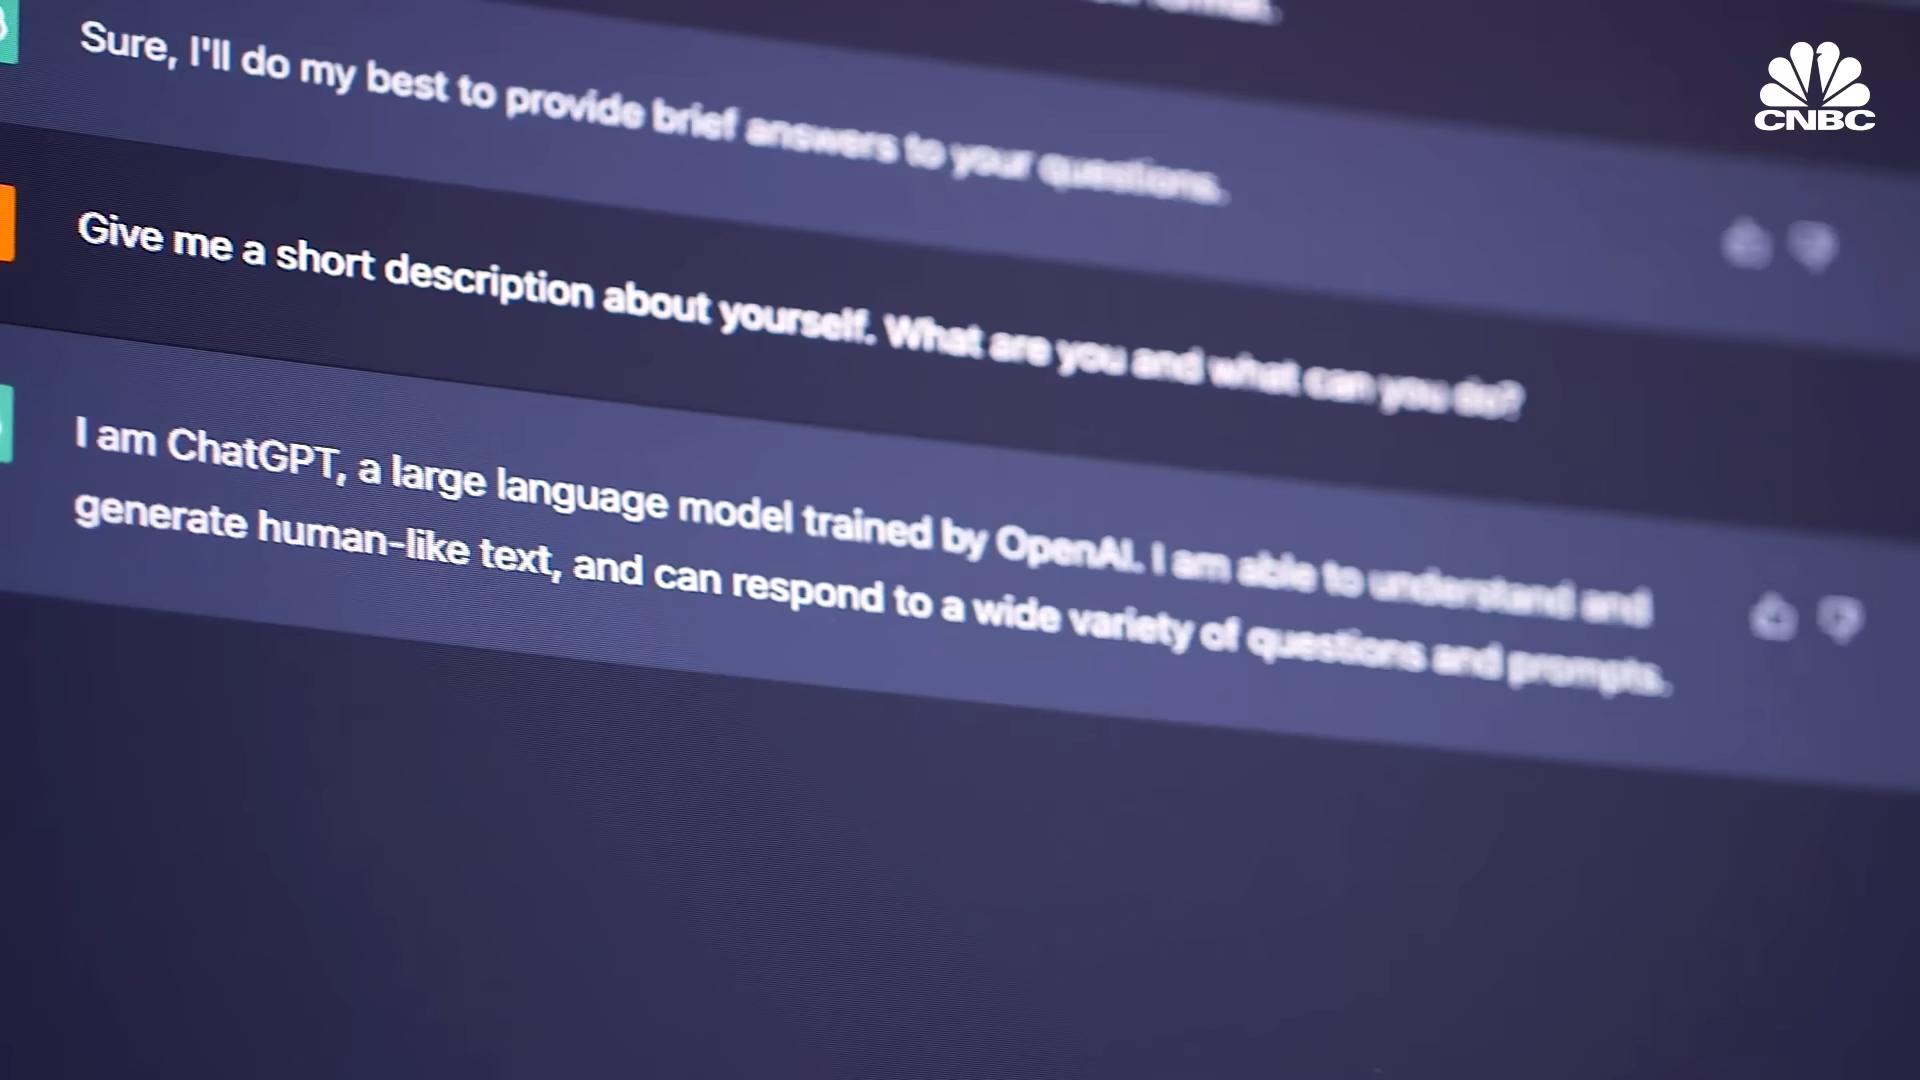 Sure, I'll do my best to provide brief answers to your questions.
CNBC
Give me a short description about yourself. What are you and what can you do?
I am ChatGPT, a large language model trained by OpenAI. I am able to understand and
generate human-like text, and can respond to a wide variety of questions and prompts.